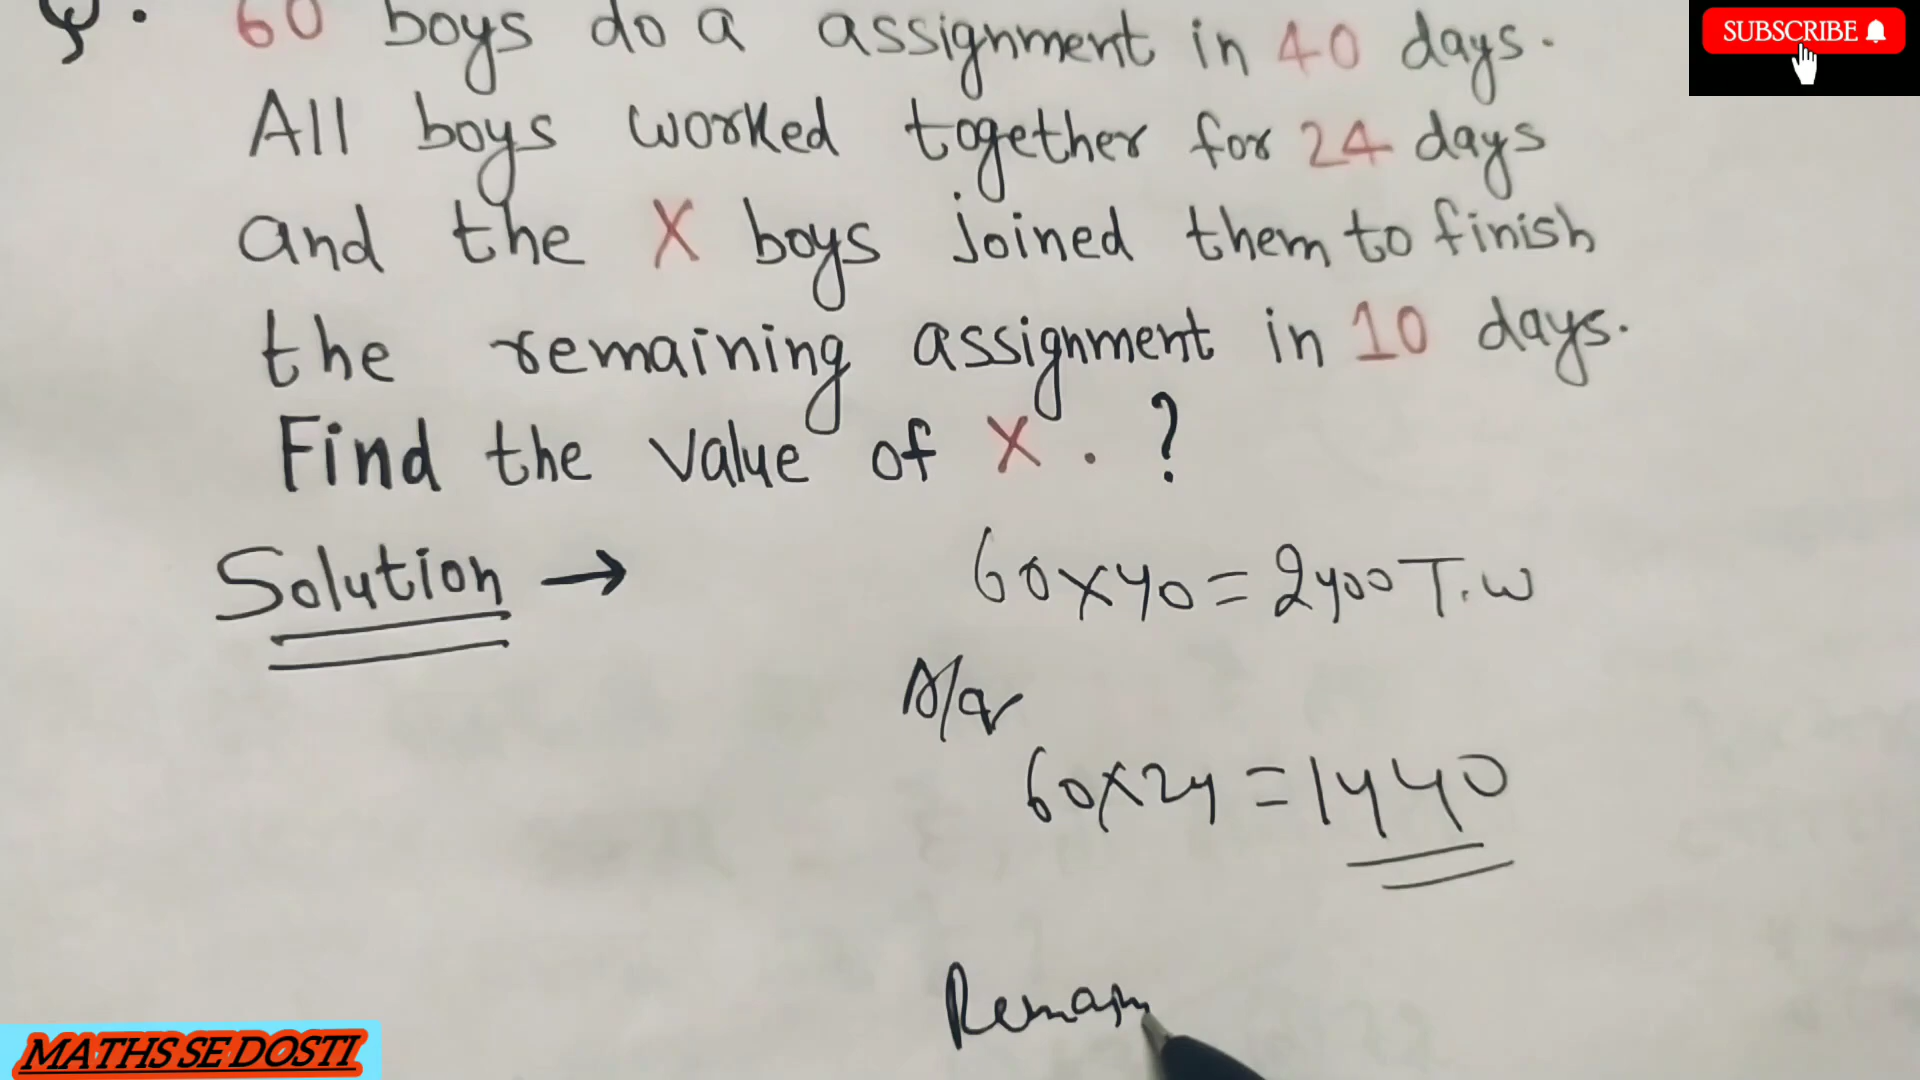 Q. 60 boys do a assignment in 40 days.
SUBSCRIBE
All boys worked together for 24 days
and the X boys joined them to finish
the remaining assignment in 10 days.
Find the value of X . ?
Solution →
60×40=2400 T.W
A/q
60×24=1440
Remain
MATHS SE DOSTI